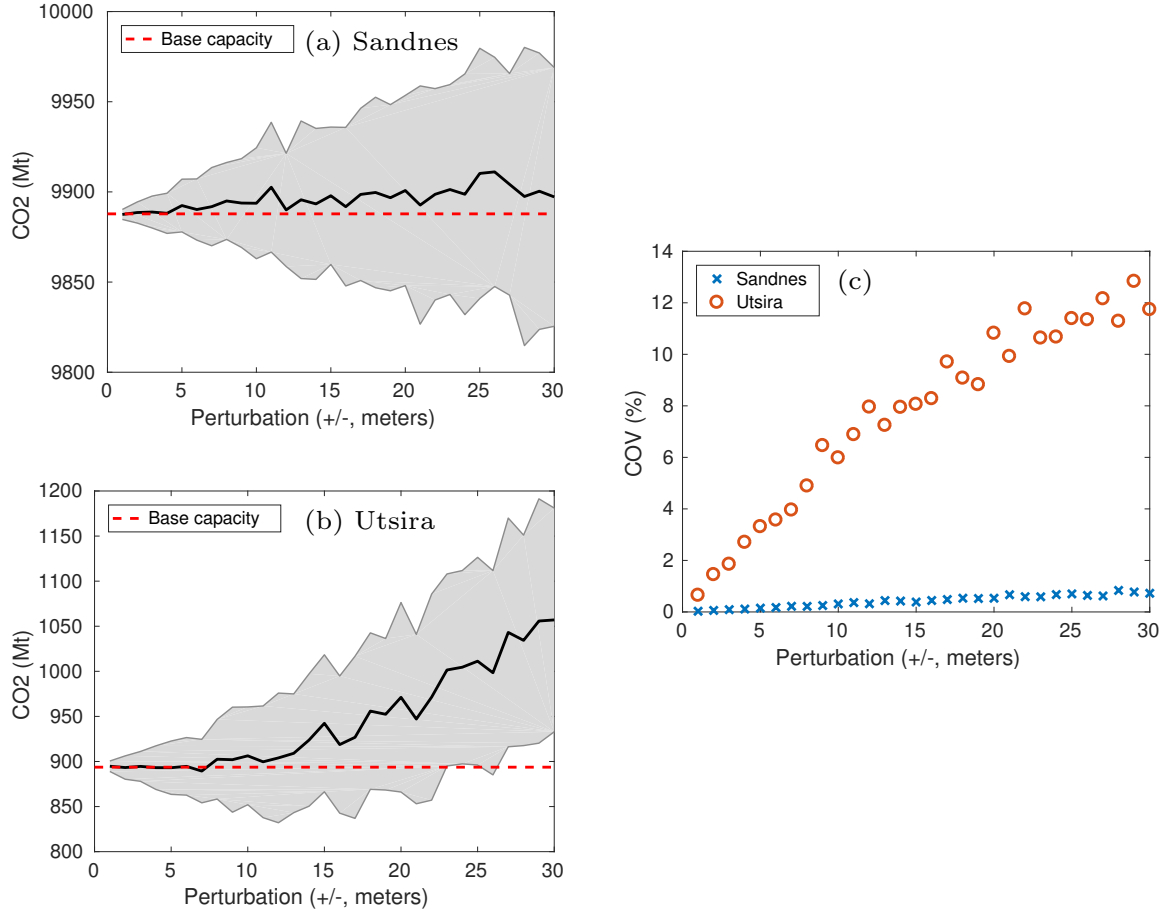 10000
9950
9900
9850
9800
CO2 (Mt)
Base capacity
(a) Sandnes
0 5 10 15 20 25 30
Perturbation (+/-, meters)
1200
1150
1100
1050
1000
950
900
850
800
CO2 (Mt)
Base capacity
(b) Utsira
0 5 10 15 20 25 30
Perturbation (+/-, meters)
14
12
10
8
6
4
2
0
COV (%)
Sandnes
Utsira
(c)
0 5 10 15 20 25 30
Perturbation (+/-, meters)